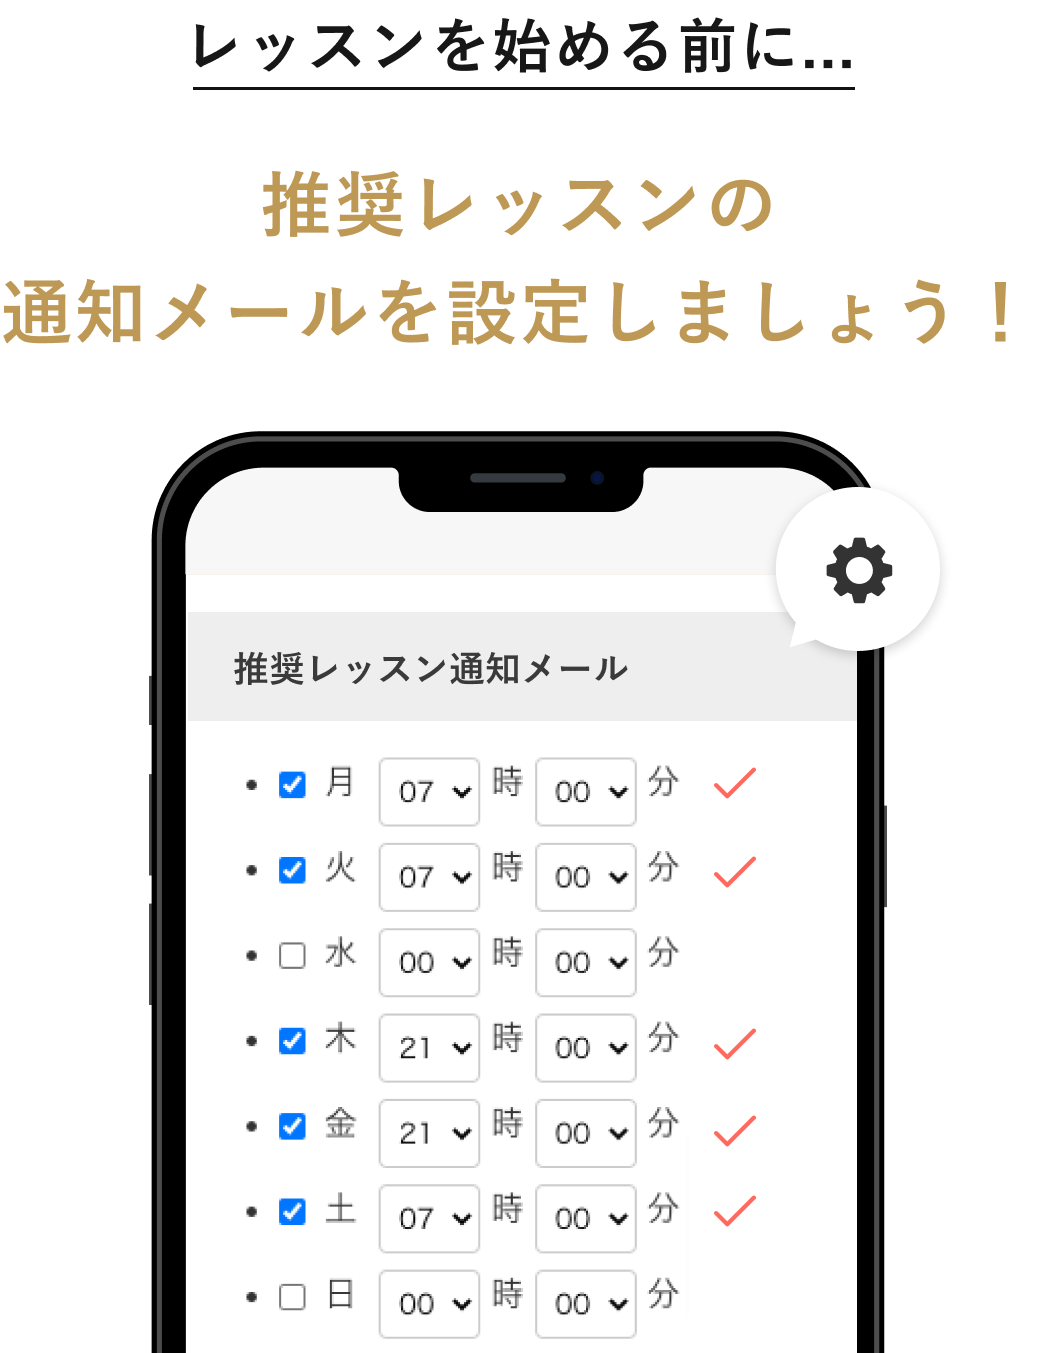 レッスンを始める前に...
推奨レッスンの
通知メールを設定しましょう！
推奨レッスン通知メール
月 07 時 00 分
火 07 時 00 分
水 00 時 00 分
木 21 時 00 分
金 21 時 00 分
土 07 時 00 分
日 00 時 00 分